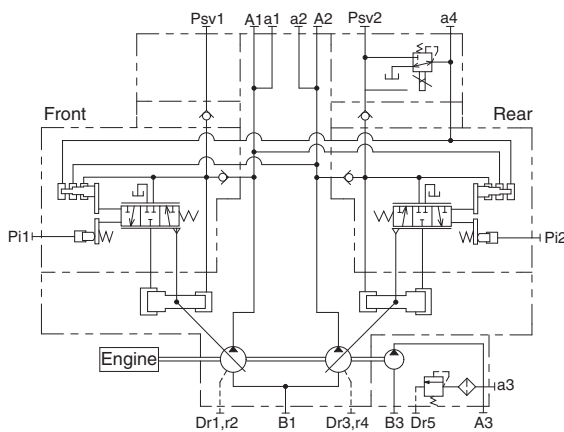 Psv1 A1 a1 a2 A2 Psv2 a4
Front Rear
Pi1 Pi2
Engine
a3
Dr1,r2 B1 Dr3,r4 B3 Dr5 A3